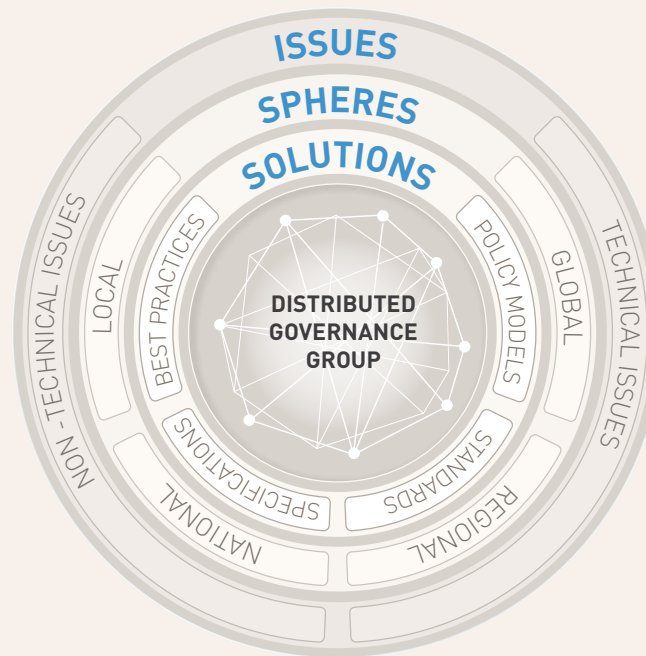 ISSUES
SPHERES
SOLUTIONS
NON - TECHNICAL ISSUES
TECHNICAL ISSUES
LOCAL
GLOBAL
NATIONAL
REGIONAL
BEST PRACTICES
POLICY MODELS
SPECIFICATIONS
STANDARDS
DISTRIBUTED
GOVERNANCE
GROUP